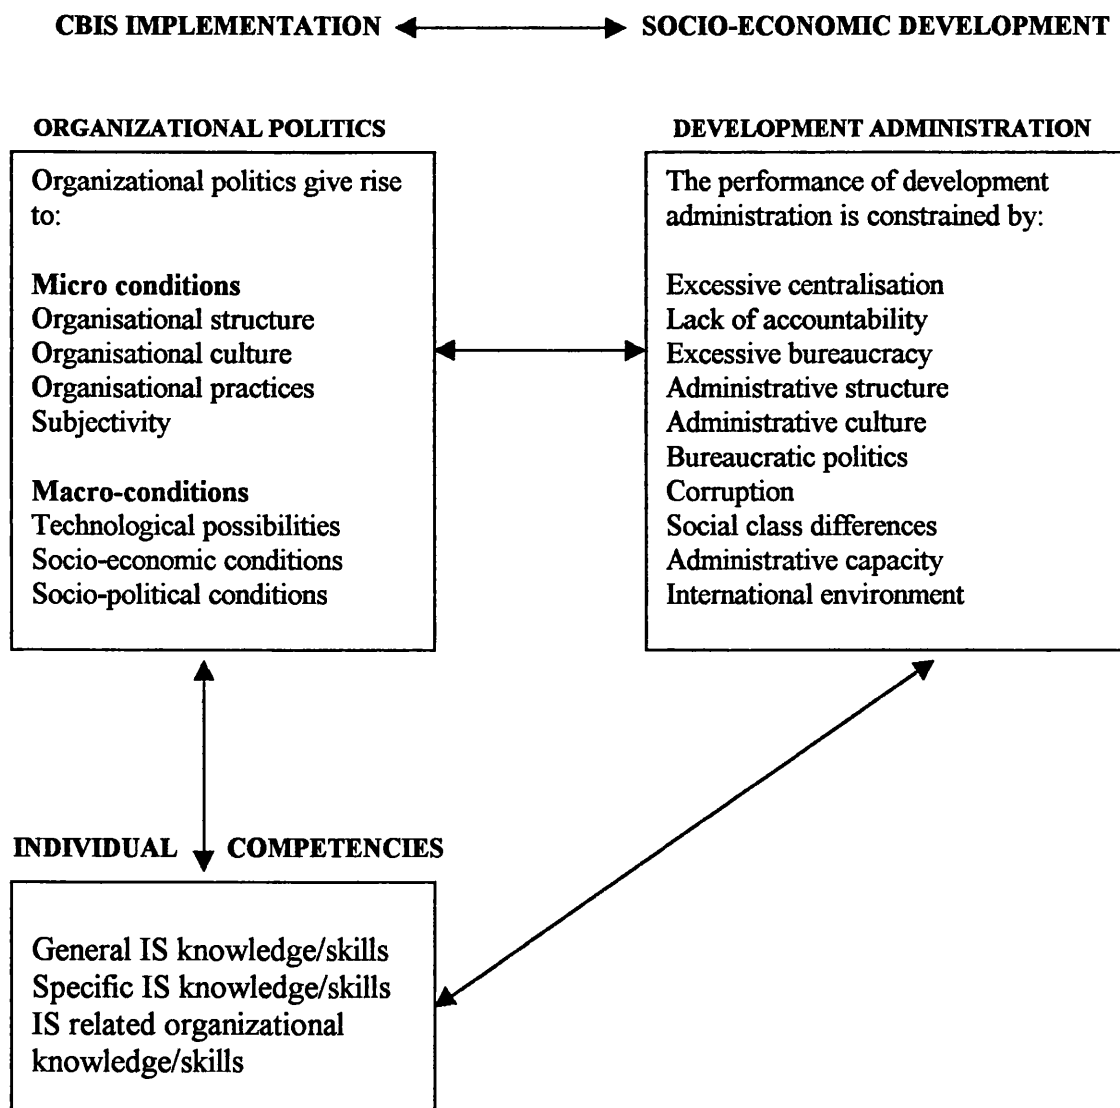 CBIS IMPLEMENTATION SOCIO-ECONOMIC DEVELOPMENT
ORGANIZATIONAL POLITICS
Organizational politics give rise
to:
Micro conditions
Organisational structure
Organisational culture
Organisational practices
Subjectivity
Macro-conditions
Technological possibilities
Socio-economic conditions
Socio-political conditions
DEVELOPMENT ADMINISTRATION
The performance of development
administration is constrained by:
Excessive centralisation
Lack of accountability
Excessive bureaucracy
Administrative structure
Administrative culture
Bureaucratic politics
Corruption
Social class differences
Administrative capacity
International environment
INDIVIDUAL COMPETENCIES
General IS knowledge/skills
Specific IS knowledge/skills
IS related organizational
knowledge/skills